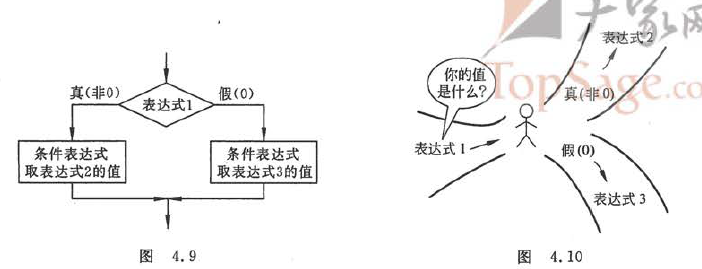 真(非0)
表达式1
假(0)
条件表达式
取表达式2的值
条件表达式
取表达式3的值
图 4.9
大家网
TopSage.com
表达式2
你的值
是什么?
真(非0)
表达式1
假(0)
表达式3
图 4.10